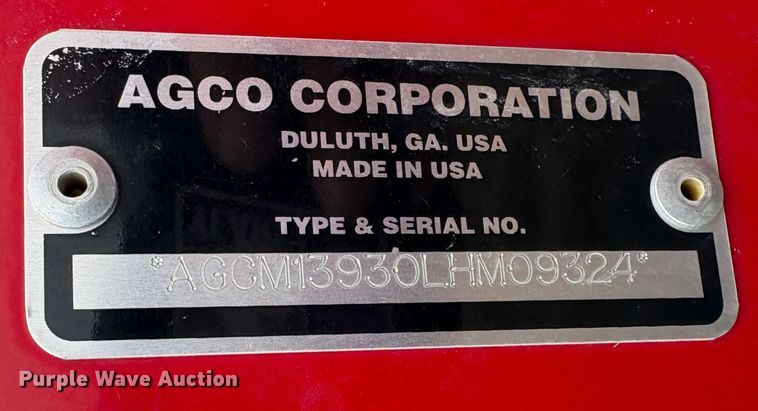 AGCO CORPORATION
DULUTH, GA. USA
MADE IN USA
TYPE & SERIAL NO.
*AGCM13930LHM09324*
Purple Wave Auction